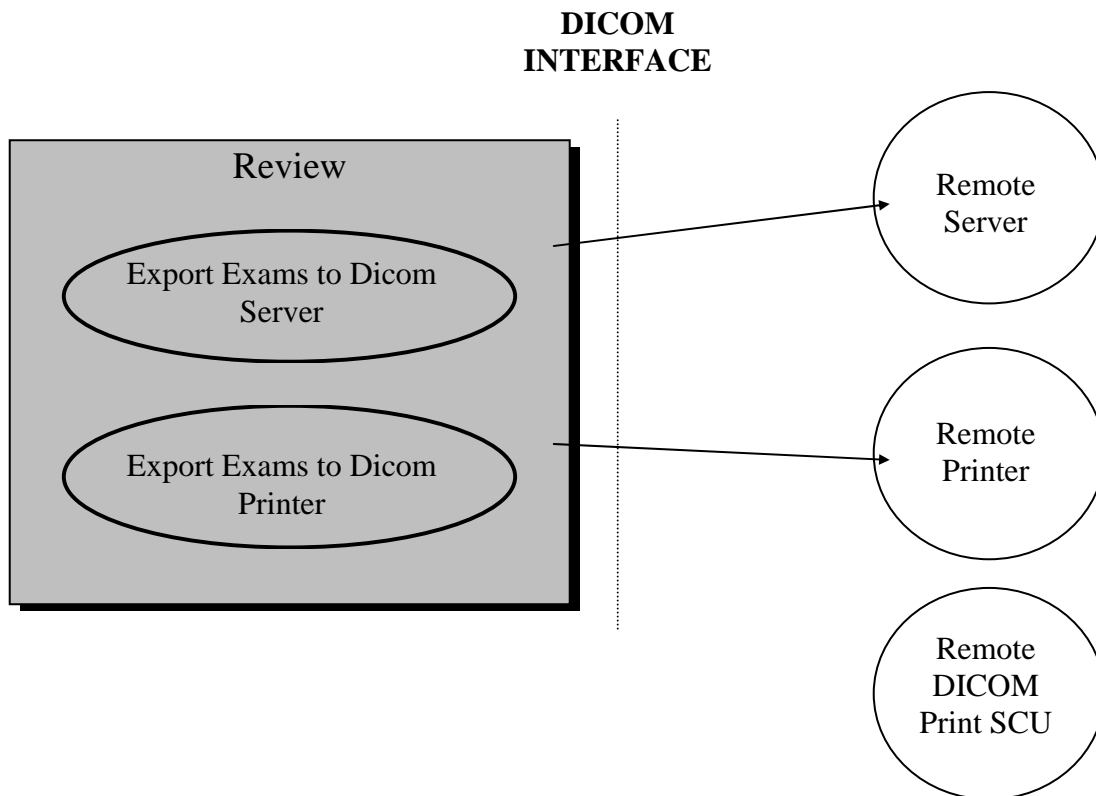 DICOM
INTERFACE
Review
Export Exams to Dicom
Server
Export Exams to Dicom
Printer
Remote
Server
Remote
Printer
Remote
DICOM
Print SCU